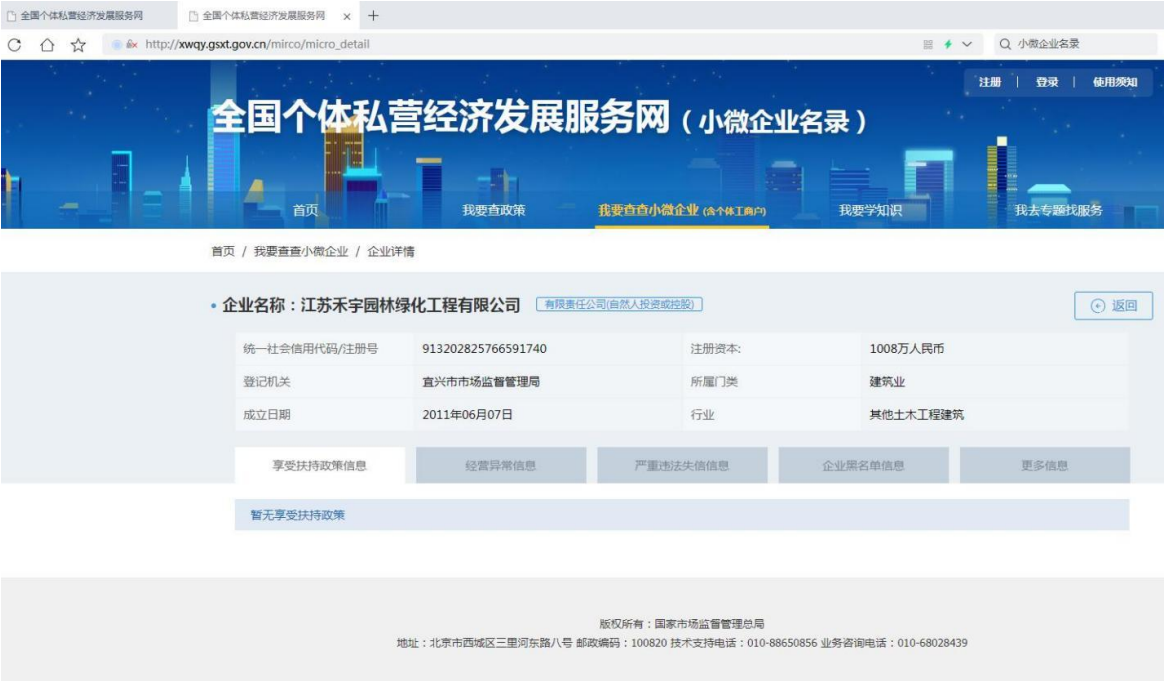 全国个体私营经济发展服务网 全国个体私营经济发展服务网 × +
http://xwqy.gsxt.gov.cn/mirco/micro_detail 小微企业名录
注册 | 登录 | 使用须知
全国个体私营经济发展服务网（小微企业名录）
首页 我要查政策 我要查查小微企业 (含个体工商户) 我要学知识 我去专题找服务
首页 / 我要查查小微企业 / 企业详情
• 企业名称：江苏禾宇园林绿化工程有限公司 有限责任公司(自然人投资或控股) 返回
统一社会信用代码/注册号 913202825766591740 注册资本: 1008万人民币
登记机关 宜兴市市场监督管理局 所属门类 建筑业
成立日期 2011年06月07日 行业 其他土木工程建筑
享受扶持政策信息 经营异常信息 严重违法失信信息 企业黑名单信息 更多信息
暂无享受扶持政策
版权所有：国家市场监督管理总局
地址：北京市西城区三里河东路八号 邮政编码：100820 技术支持电话：010-88650856 业务咨询电话：010-68028439